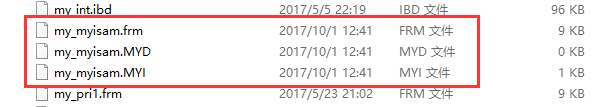 my_int.ibd 2017/5/5 22:19 IBD 文件 96 KB
my_myisam.frm 2017/10/1 12:41 FRM 文件 9 KB
my_myisam.MYD 2017/10/1 12:41 MYD 文件 0 KB
my_myisam.MYI 2017/10/1 12:41 MYI 文件 1 KB
my_pri1.frm 2017/5/23 21:02 FRM 文件 9 KB